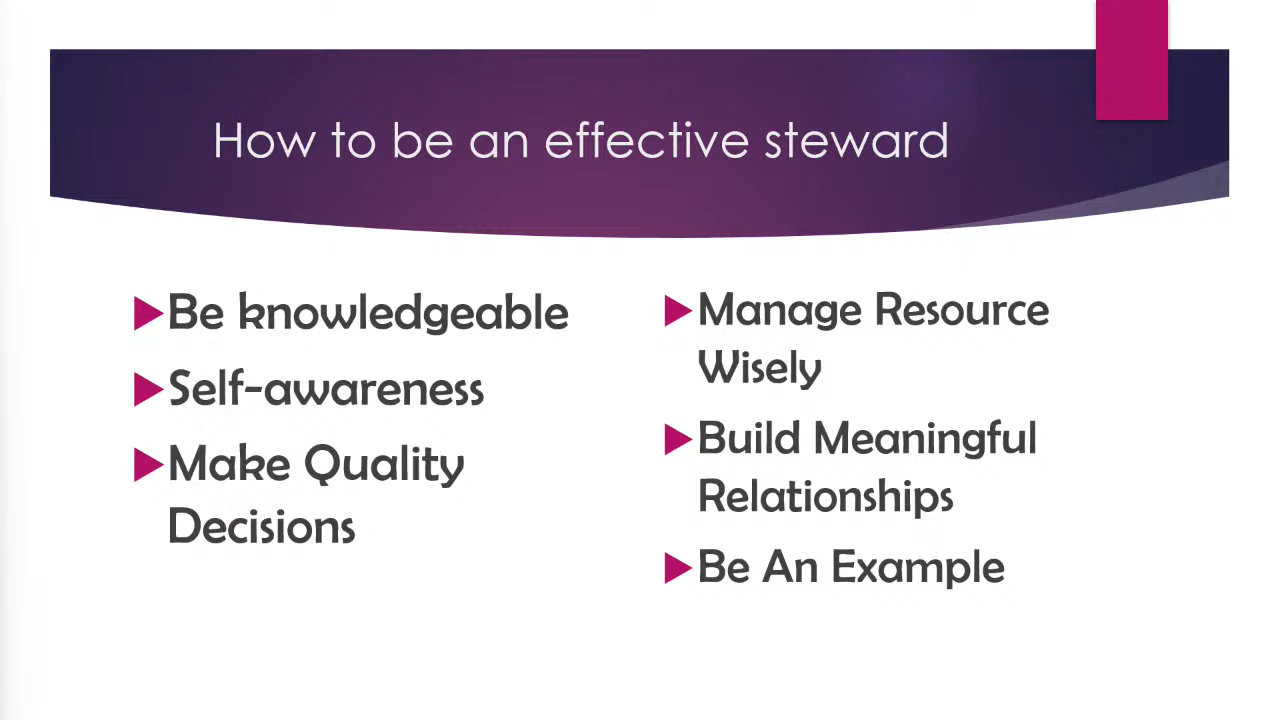 How to be an effective steward
Be knowledgeable
Self-awareness
Make Quality
Decisions
Manage Resource
Wisely
Build Meaningful
Relationships
Be An Example